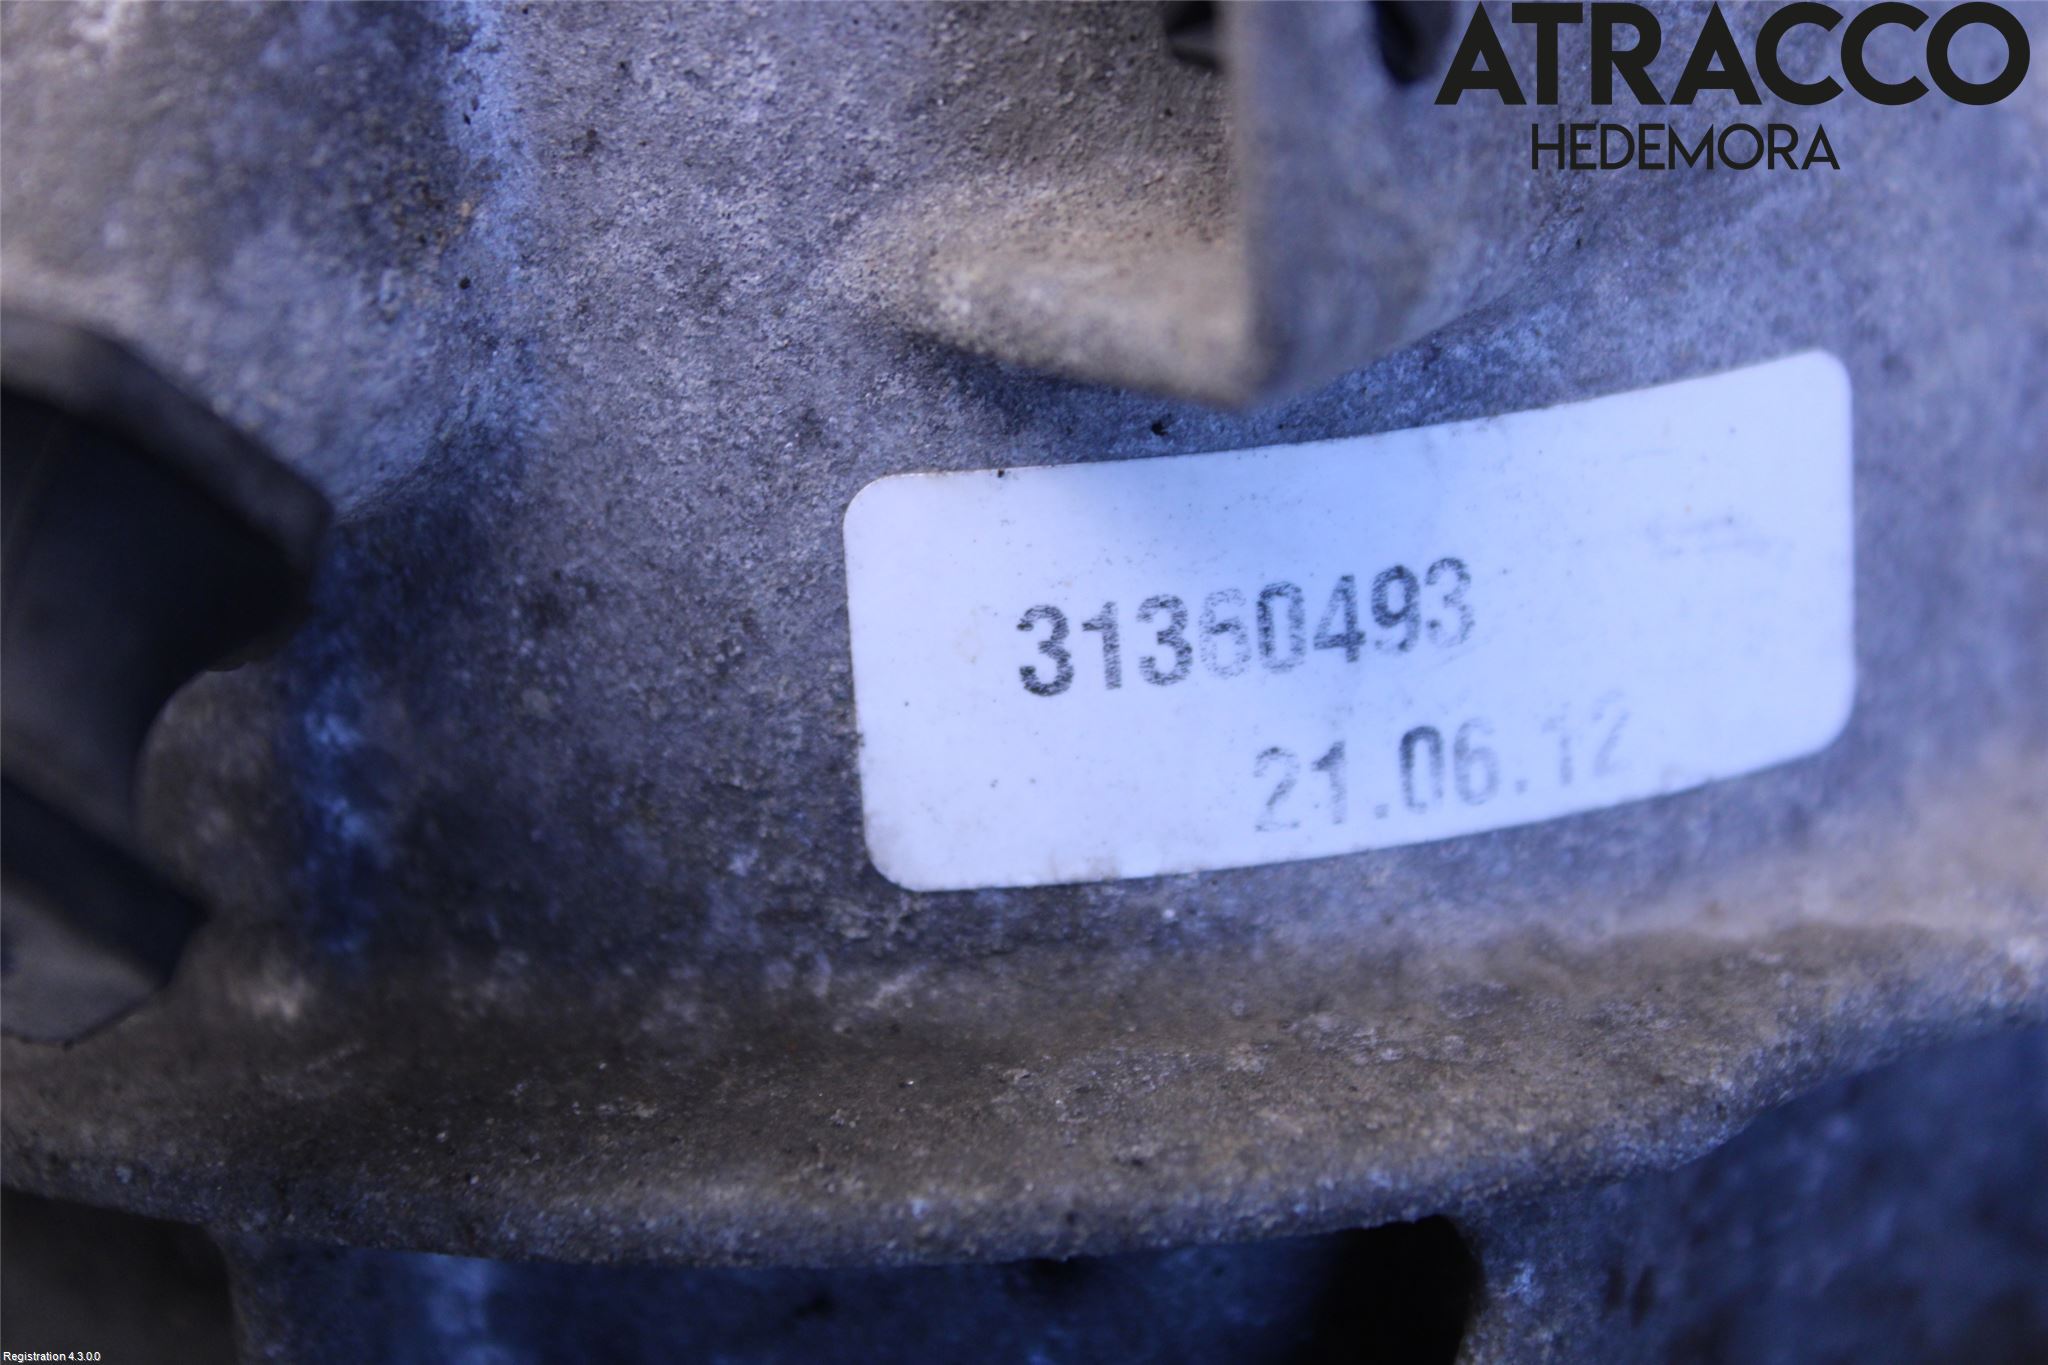 ATRACCO
HEDEMORA
31360493
21.06.12
Registration 4.3.0.0